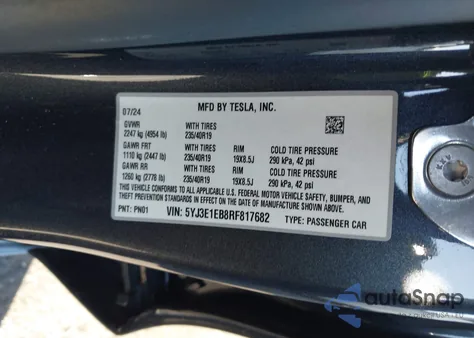 MFD BY TESLA, INC.
07/24
GVWR WITH TIRES
2247 kg (4954 lb) 235/40R19
GAWR FRT WITH TIRES RIM COLD TIRE PRESSURE
1110 kg (2447 lb) 235/40R19 19X8.5J 290 kPa, 42 psi
GAWR RR WITH TIRES RIM COLD TIRE PRESSURE
1260 kg (2778 lb) 235/40R19 19X8.5J 290 kPa, 42 psi
THIS VEHICLE CONFORMS TO ALL APPLICABLE U.S. FEDERAL MOTOR VEHICLE SAFETY, BUMPER, AND
THEFT PREVENTION STANDARDS IN EFFECT ON THE DATE OF MANUFACTURE SHOWN ABOVE.
PNT: PN01 VIN: 5YJ3E1EB8RF817682 TYPE: PASSENGER CAR
autoSnap